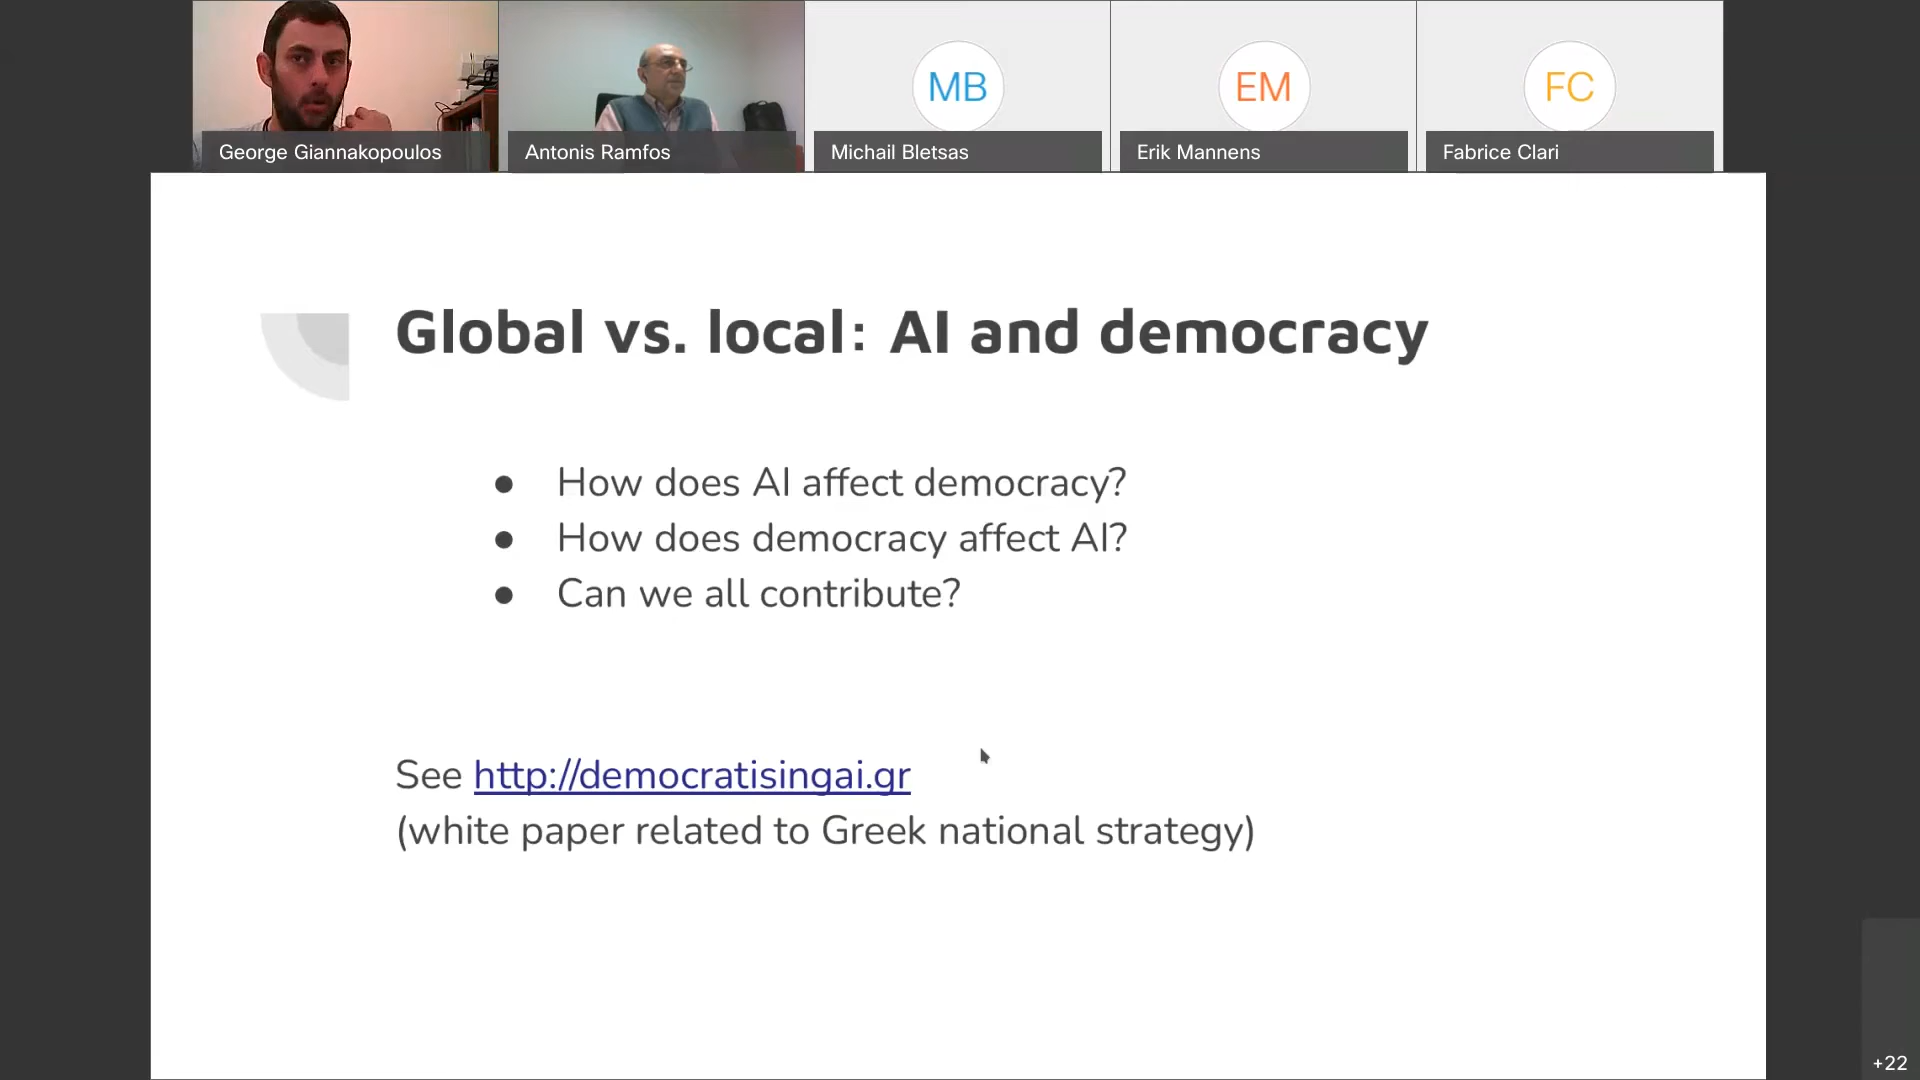 MB
EM
FC
George Giannakopoulos
Antonis Ramfos
Michail Bletsas
Erik Mannens
Fabrice Clari
Global vs. local: AI and democracy
● How does AI affect democracy?
● How does democracy affect AI?
● Can we all contribute?
See http://democratisingai.gr
(white paper related to Greek national strategy)
+22